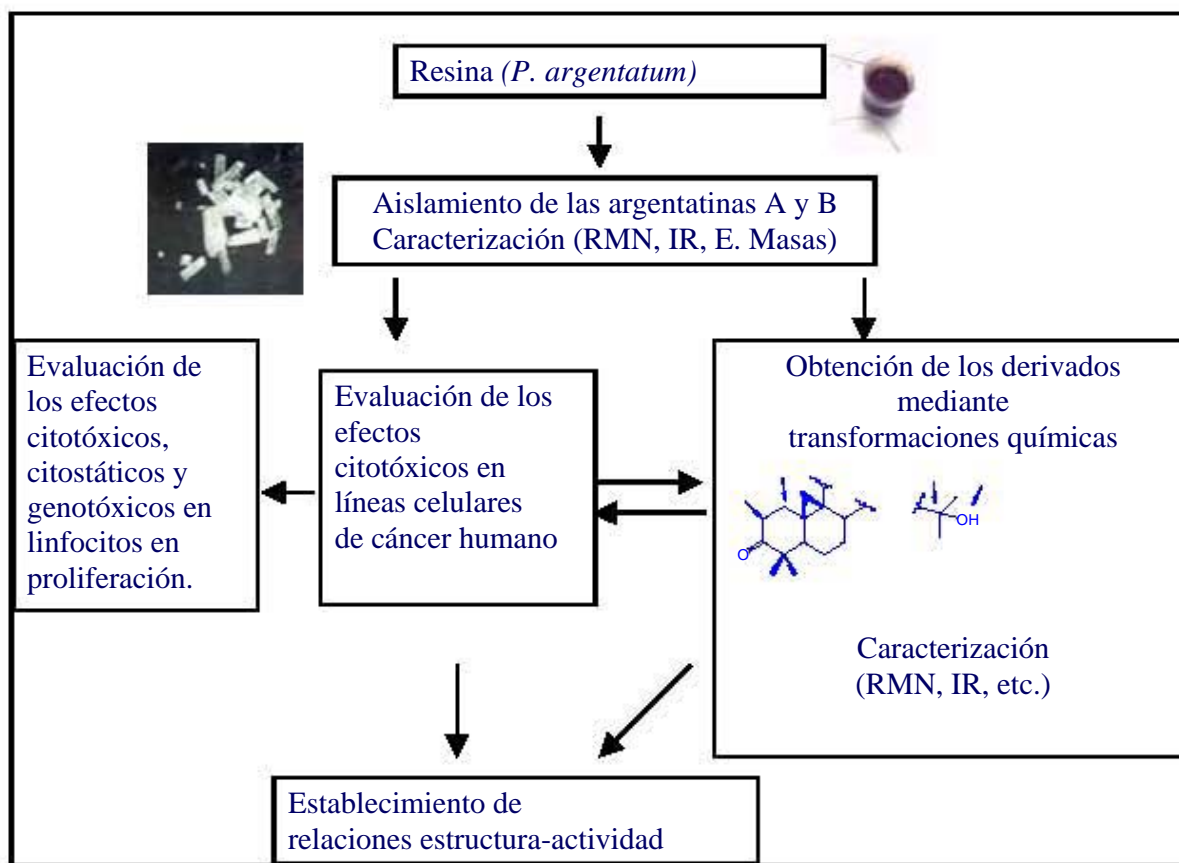 Resina (P. argentatum)
Aislamiento de las argentatinas A y B
Caracterización (RMN, IR, E. Masas)
Evaluación de
los efectos
citotóxicos,
citostáticos y
genotóxicos en
linfocitos en
proliferación.
Evaluación de los
efectos
citotóxicos en
líneas celulares
de cáncer humano
Obtención de los derivados
mediante
transformaciones químicas
O
OH
Caracterización
(RMN, IR, etc.)
Establecimiento de
relaciones estructura-actividad